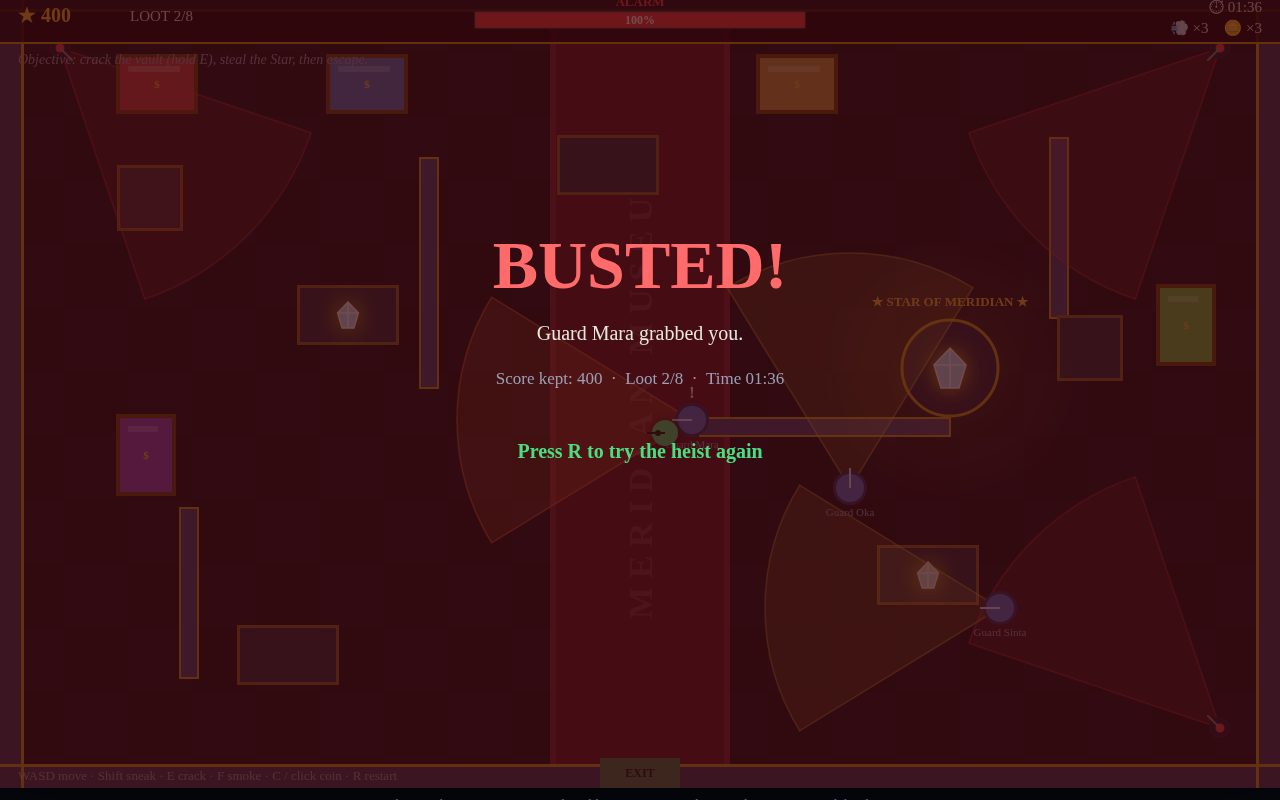 ★ 400
LOOT 2/8
ALARM
100%
01:36
×3 ×3
Objective: crack the vault (hold E), steal the Star, then escape.
$
$
$
BUSTED!
★ STAR OF MERIDIAN ★
$
Guard Mara grabbed you.
Score kept: 400 · Loot 2/8 · Time 01:36
!
$
Press R to try the heist again
Guard Oka
Guard Sinta
WASD move · Shift sneak · E crack · F smoke · C / click coin · R restart
EXIT